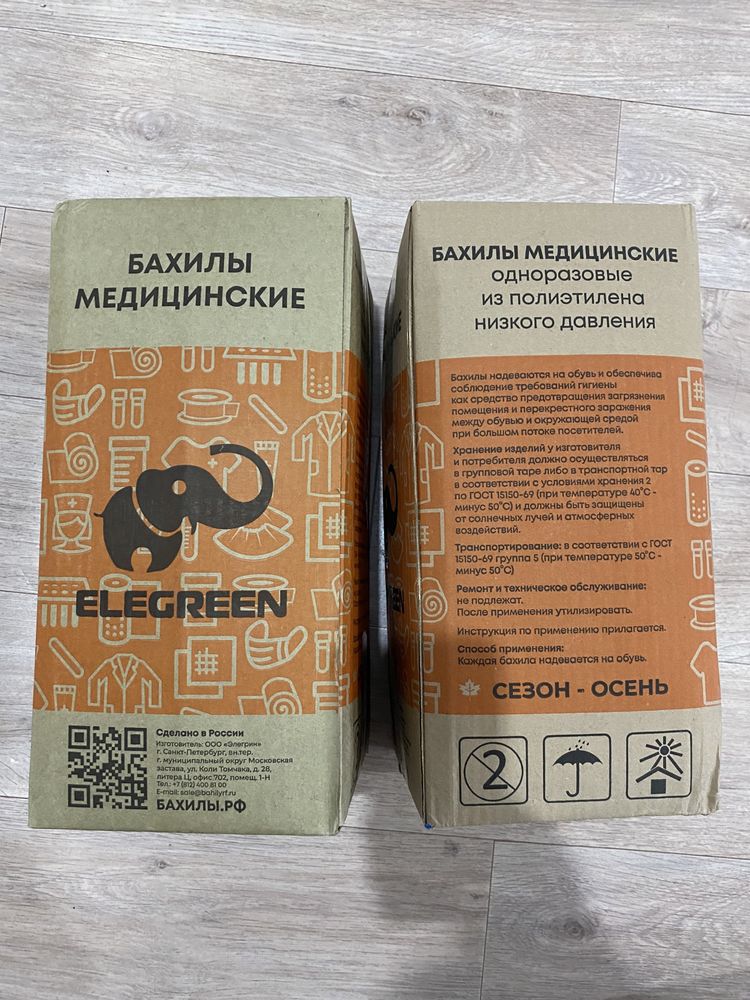 БАХИЛЫ
МЕДИЦИНСКИЕ
ELEGREEN
Сделано в России
Изготовитель: ООО «Элегрин»
г. Санкт-Петербург, вн.тер.
г. муниципальный округ Московская
застава, ул. Коли Томчака, д. 28,
литера Ц, офис 702, помещ. 1-Н
Тел.: +7 (812) 400 81 00
E-mail: sale@bahilyrf.ru
БАХИЛЫ.РФ
БАХИЛЫ МЕДИЦИНСКИЕ
одноразовые
из полиэтилена
низкого давления
Бахилы надеваются на обувь и обеспечива
соблюдение требований гигиены
как средство предотвращения загрязнения
помещения и перекрестного заражения
между обувью и окружающей средой
при большом потоке посетителей.
Хранение изделий у изготовителя
и потребителя должно осуществляться
в групповой таре либо в транспортной тар
в соответствии с условиями хранения 2
по ГОСТ 15150-69 (при температуре 40°С -
минус 50°С) и должны быть защищены
от солнечных лучей и атмосферных
воздействий.
Транспортирование: в соответствии с ГОСТ
15150-69 группа 5 (при температуре 50°С -
минус 50°С)
Ремонт и техническое обслуживание:
не подлежат.
После применения утилизировать.
Инструкция по применению прилагается.
Способ применения:
Каждая бахила надевается на обувь.
СЕЗОН - ОСЕНЬ
2